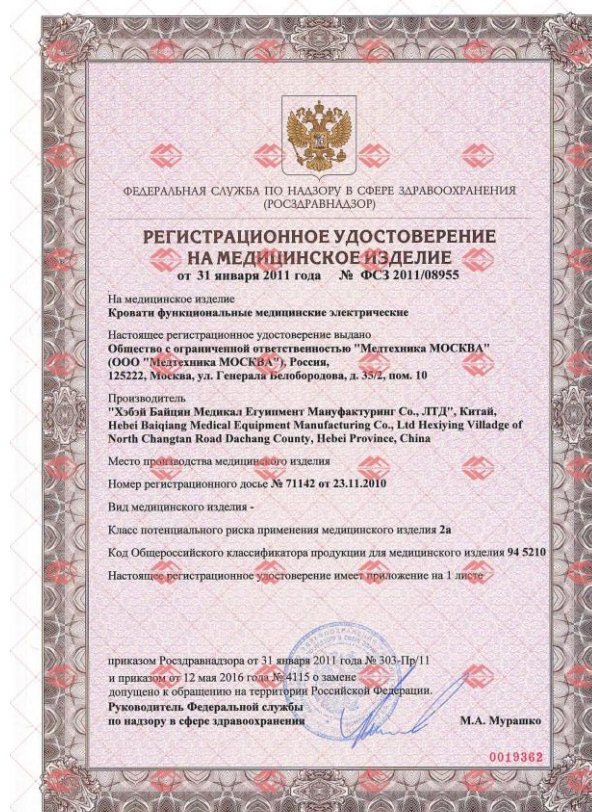 ФЕДЕРАЛЬНАЯ СЛУЖБА ПО НАДЗОРУ В СФЕРЕ ЗДРАВООХРАНЕНИЯ
(РОСЗДРАВНАДЗОР)
РЕГИСТРАЦИОННОЕ УДОСТОВЕРЕНИЕ
НА МЕДИЦИНСКОЕ ИЗДЕЛИЕ
от 31 января 2011 года № ФСЗ 2011/08955
На медицинское изделие
Кровати функциональные медицинские электрические
Настоящее регистрационное удостоверение выдано
Общество с ограниченной ответственностью "Медтехника МОСКВА"
(ООО "Медтехника МОСКВА"), Россия,
125222, Москва, ул. Генерала Белобородова, д. 35/2, пом. 10
Производитель
"Хэбэй Байцян Медикал Егуипмент Мануфактуринг Со., ЛТД", Китай,
Hebei Baiqiang Medical Equipment Manufacturing Co., Ltd Hexiying Villadge of
North Changtan Road Dachang County, Hebei Province, China
Место производства медицинского изделия
Номер регистрационного досье № 71142 от 23.11.2010
Вид медицинского изделия -
Класс потенциального риска применения медицинского изделия 2а
Код Общероссийского классификатора продукции для медицинского изделия 94 5210
Настоящее регистрационное удостоверение имеет приложение на 1 листе
приказом Росздравнадзора от 31 января 2011 года № 303-Пр/11
и приказом от 12 мая 2016 года № 4115 о замене
допущено к обращению на территории Российской Федерации.
Руководитель Федеральной службы
по надзору в сфере здравоохранения М.А. Мурашко
0019362